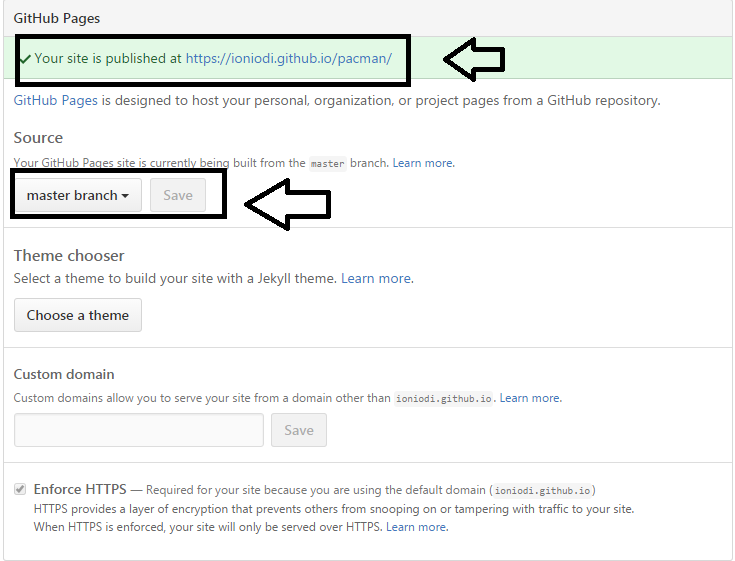 GitHub Pages
Your site is published at https://ioniodi.github.io/pacman/
GitHub Pages is designed to host your personal, organization, or project pages from a GitHub repository.
Source
Your GitHub Pages site is currently being built from the master branch. Learn more.
master branch Save
Theme chooser
Select a theme to build your site with a Jekyll theme. Learn more.
Choose a theme
Custom domain
Custom domains allow you to serve your site from a domain other than ioniodi.github.io. Learn more.
Save
Enforce HTTPS — Required for your site because you are using the default domain (ioniodi.github.io)
HTTPS provides a layer of encryption that prevents others from snooping on or tampering with traffic to your site.
When HTTPS is enforced, your site will only be served over HTTPS. Learn more.